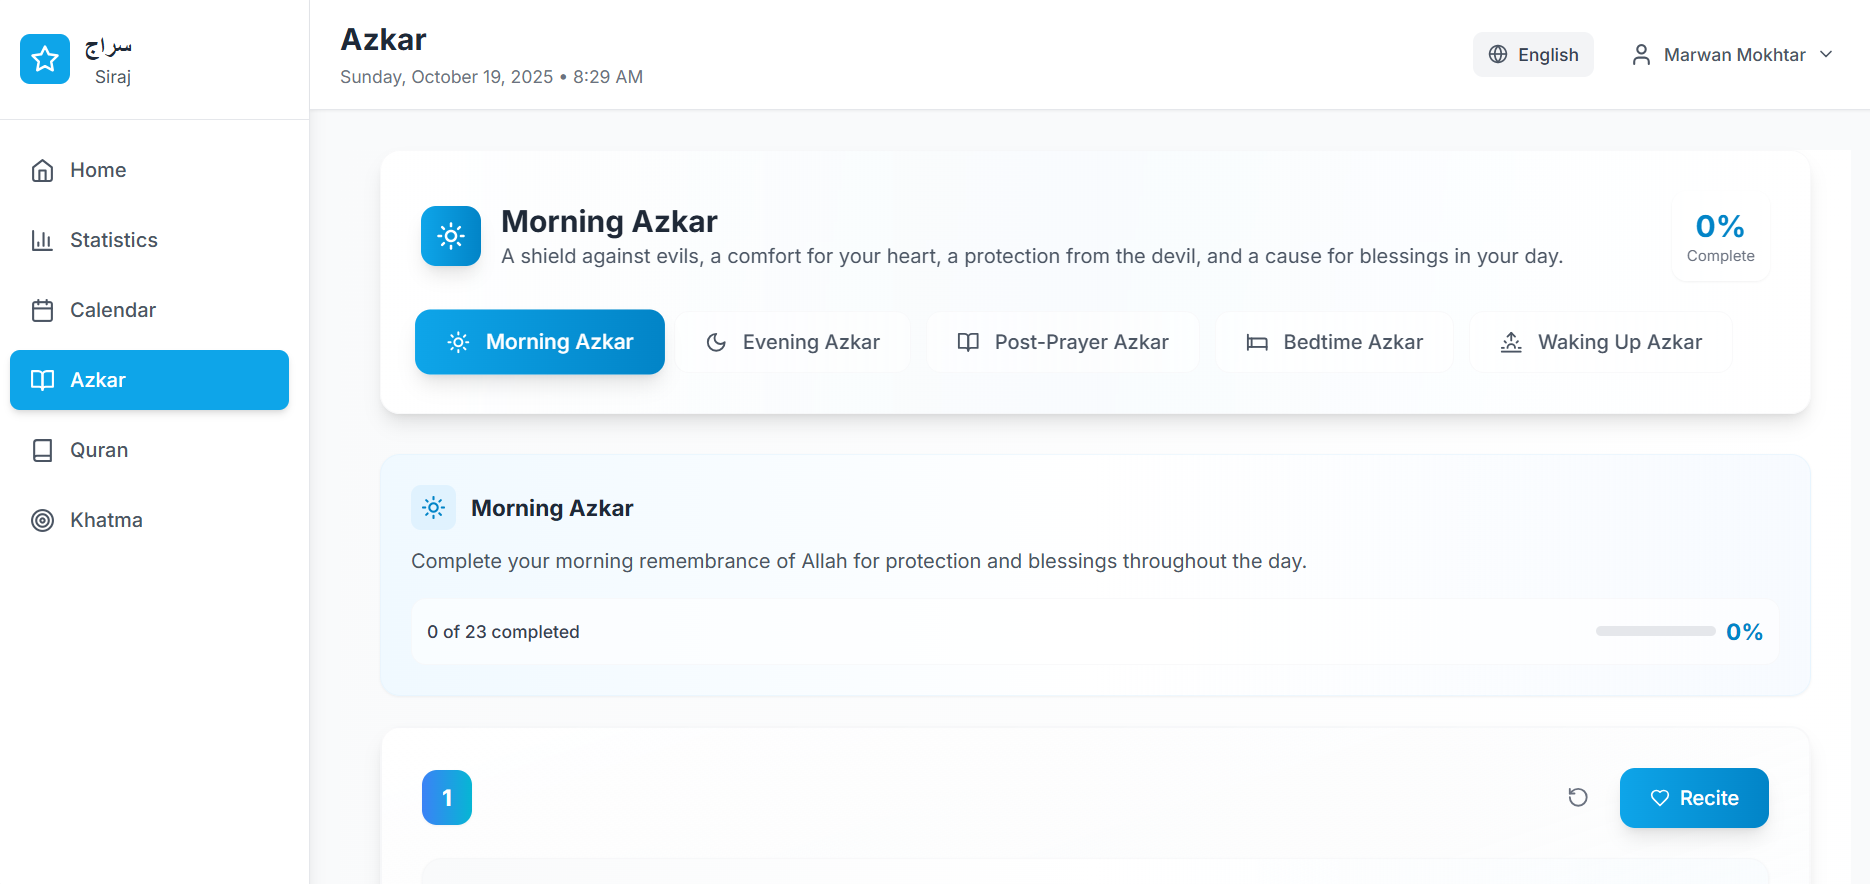 سراج
Siraj
Home
Statistics
Calendar
Azkar
Quran
Khatma
Azkar
Sunday, October 19, 2025 • 8:29 AM
English
Marwan Mokhtar
Morning Azkar
A shield against evils, a comfort for your heart, a protection from the devil, and a cause for blessings in your day.
0%
Complete
Morning Azkar
Evening Azkar
Post-Prayer Azkar
Bedtime Azkar
Waking Up Azkar
Morning Azkar
Complete your morning remembrance of Allah for protection and blessings throughout the day.
0 of 23 completed
0%
1
Recite